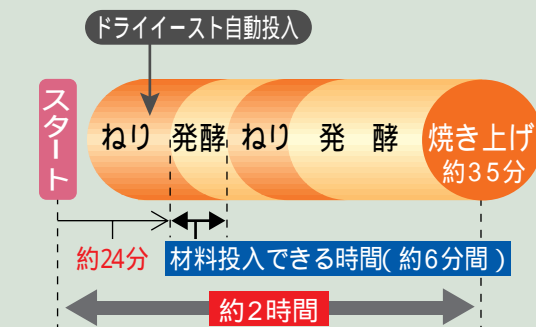 ドライイースト自動投入
スタート
ねり 発酵 ねり 発 酵 焼き上げ
約35分
約24分 材料投入できる時間(約6分間)
約2時間